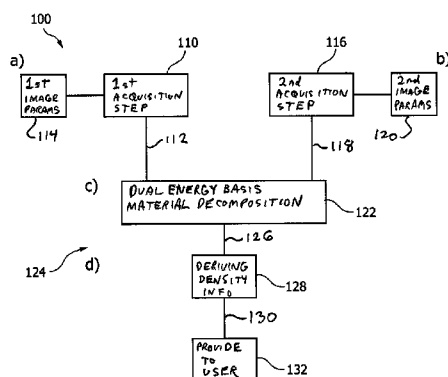 100
a)
110
116
b)
1st
IMAGE
PARAMS
1st
ACQUISITION
STEP
2nd
ACQUISITION
STEP
2nd
IMAGE
PARAMS
114
112
118
120
c)
DUAL ENERGY BASIS
MATERIAL DECOMPOSITION
122
126
124
d)
DERIVING
DENSITY
INFO
128
130
PROVIDE
TO
USER
132